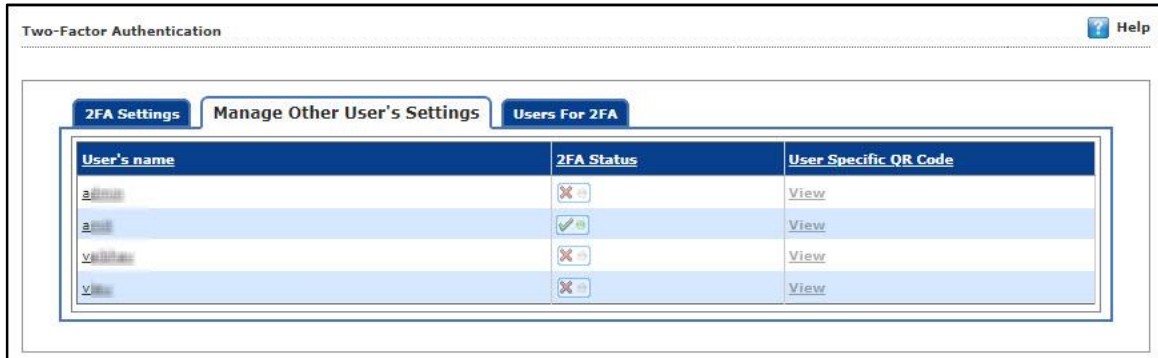 Two-Factor Authentication
Help
2FA Settings
Manage Other User's Settings
Users For 2FA
User's name 2FA Status User Specific QR Code
View
View
View
View